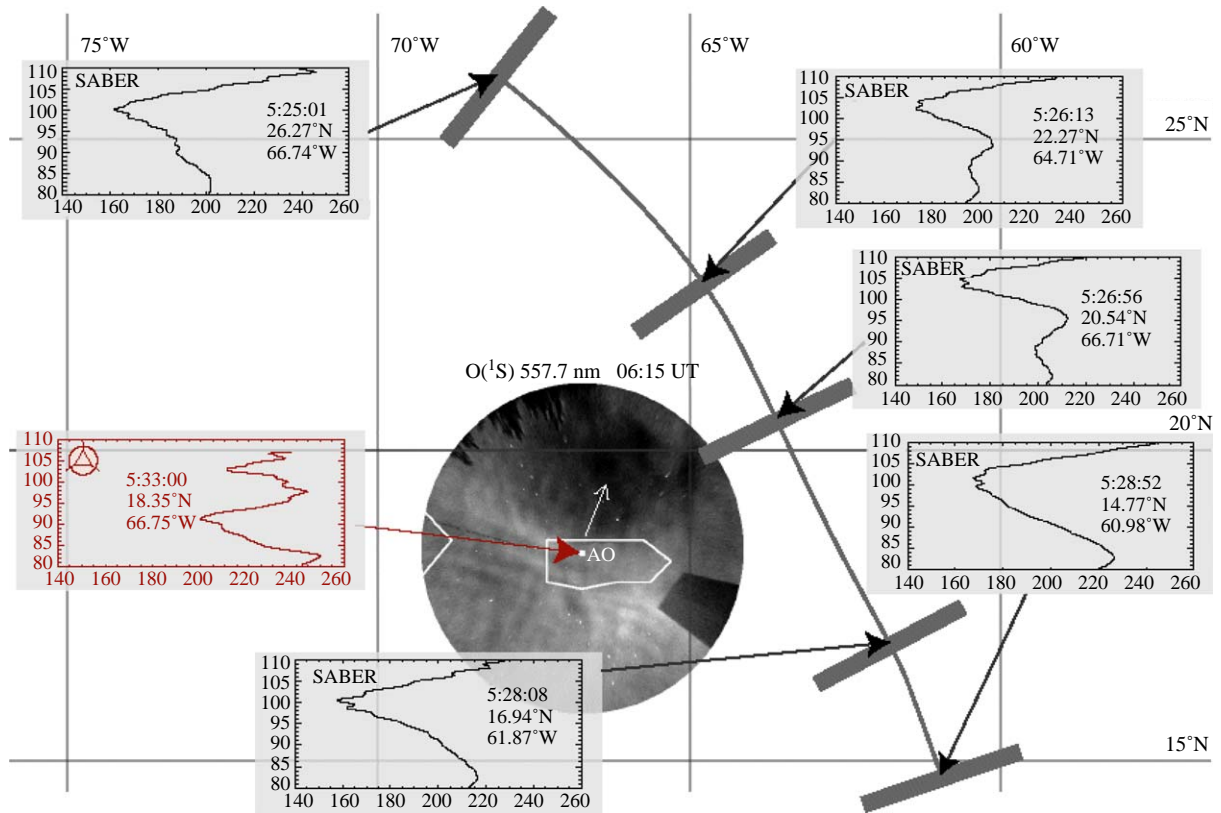 75°W
70°W
65°W
60°W
110
105
100
95
90
85
80
SABER
5:25:01
26.27°N
66.74°W
140 160 180 200 220 240 260
110
105
100
95
90
85
80
SABER
5:26:13
22.27°N
64.71°W
140 160 180 200 220 240 260
25°N
110
105
100
95
90
85
80
SABER
5:26:56
20.54°N
66.71°W
140 160 180 200 220 240 260
O(¹S) 557.7 nm 06:15 UT
20°N
110
105
100
95
90
85
80
5:33:00
18.35°N
66.75°W
140 160 180 200 220 240 260
AO
110
105
100
95
90
85
80
SABER
5:28:52
14.77°N
60.98°W
140 160 180 200 220 240 260
110
105
100
95
90
85
80
SABER
5:28:08
16.94°N
61.87°W
140 160 180 200 220 240 260
15°N